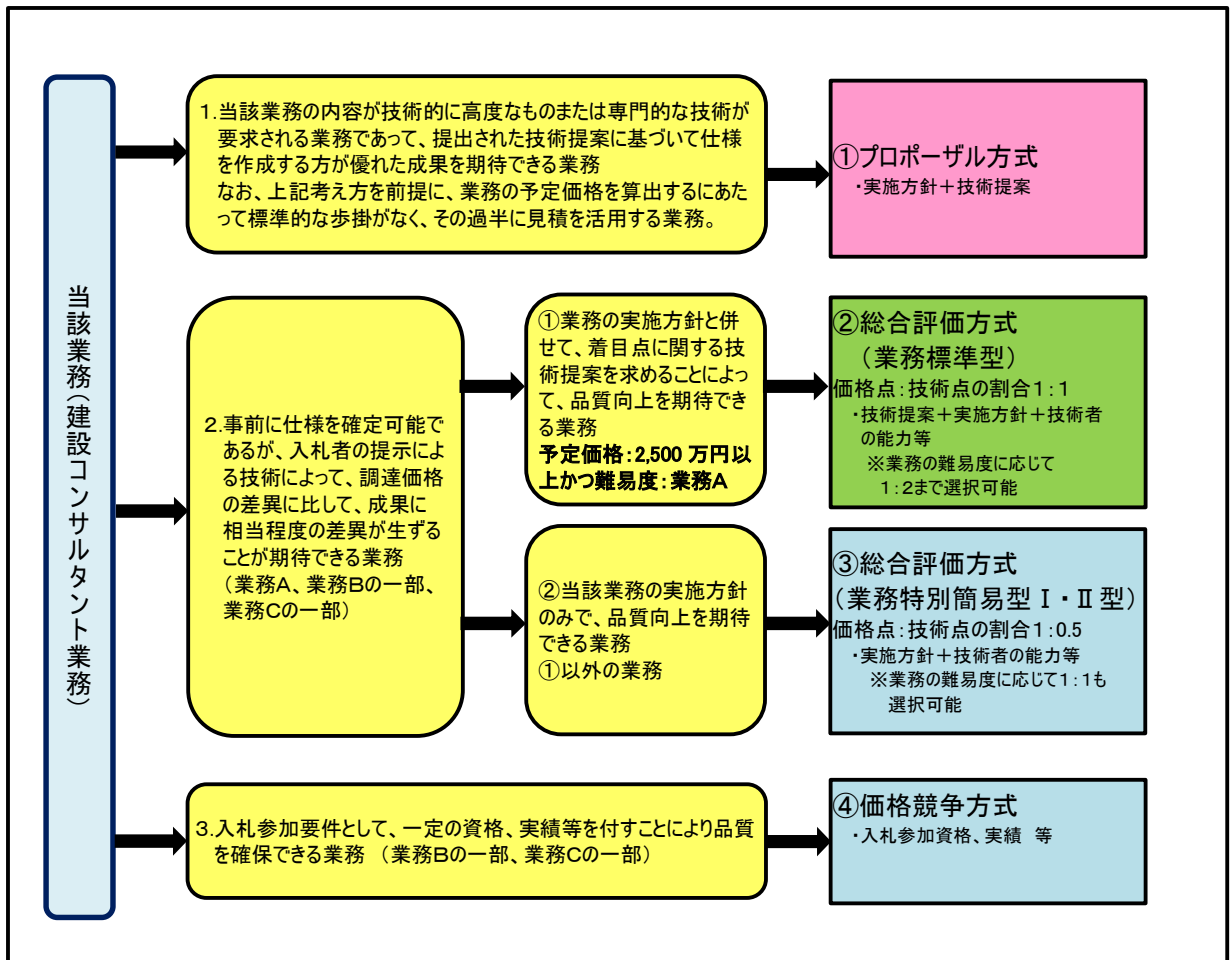 当該業務(建設コンサルタント業務)
1.当該業務の内容が技術的に高度なものまたは専門的な技術が
要求される業務であって、提出された技術提案に基づいて仕様
を作成する方が優れた成果を期待できる業務
なお、上記考え方を前提に、業務の予定価格を算出するにあた
って標準的な歩掛がなく、その過半に見積を活用する業務。
①プロポーザル方式
・実施方針+技術提案
2.事前に仕様を確定可能で
あるが、入札者の提示によ
る技術によって、調達価格
の差異に比して、成果に
相当程度の差異が生ずる
ことが期待できる業務
(業務A、業務Bの一部、
業務Cの一部)
①業務の実施方針と併
せて、着目点に関する技
術提案を求めることによっ
て、品質向上を期待でき
る業務
予定価格:2,500 万円以
上かつ難易度:業務A
②総合評価方式
(業務標準型)
価格点:技術点の割合1:1
・技術提案+実施方針+技術者
の能力等
※業務の難易度に応じて
1:2まで選択可能
②当該業務の実施方針
のみで、品質向上を期待
できる業務
①以外の業務
③総合評価方式
(業務特別簡易型 Ⅰ・Ⅱ 型)
価格点:技術点の割合1:0.5
・実施方針+技術者の能力等
※業務の難易度に応じて1:1も
選択可能
3.入札参加要件として、一定の資格、実績等を付すことにより品質
を確保できる業務 (業務Bの一部、業務Cの一部)
④価格競争方式
・入札参加資格、実績 等